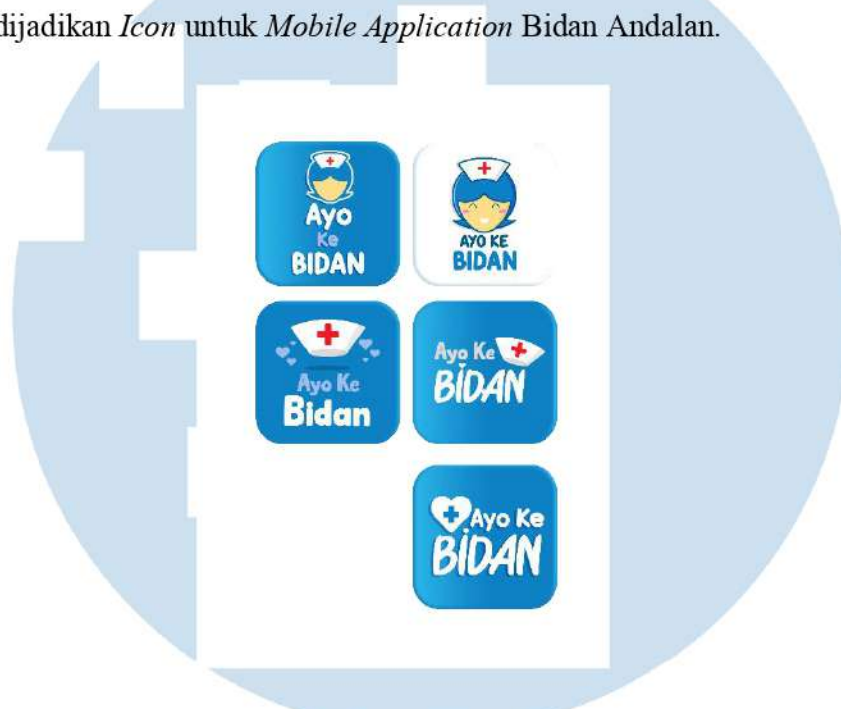 dijadikan Icon untuk Mobile Application Bidan Andalan.
Ayo
Ke
BIDAN
AYO KE
BIDAN
Ayo Ke
Bidan
Ayo Ke
BIDAN
Ayo Ke
BIDAN